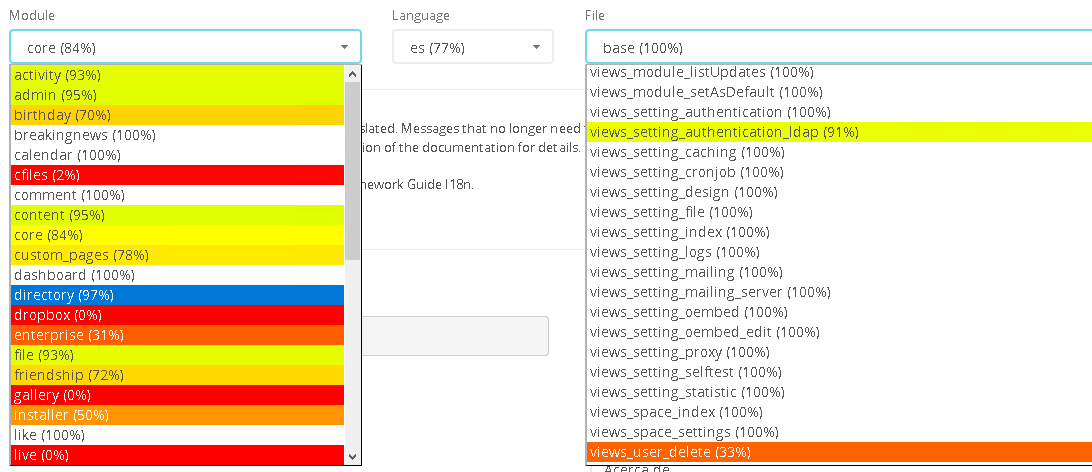 Module
Language
File
core (84%)
es (77%)
base (100%)
activity (93%)
admin (95%)
birthday (70%)
breakingnews (100%)
calendar (100%)
cfiles (2%)
comment (100%)
content (95%)
core (84%)
custom_pages (78%)
dashboard (100%)
directory (97%)
dropbox (0%)
enterprise (31%)
file (93%)
friendship (72%)
gallery (0%)
installer (50%)
like (100%)
live (0%)
slated. Messages that no longer need
ion of the documentation for details.
nework Guide I18n.
views_module_listUpdates (100%)
views_module_setAsDefault (100%)
views_setting_authentication (100%)
views_setting_authentication_ldap (91%)
views_setting_caching (100%)
views_setting_cronjob (100%)
views_setting_design (100%)
views_setting_file (100%)
views_setting_index (100%)
views_setting_logs (100%)
views_setting_mailing (100%)
views_setting_mailing_server (100%)
views_setting_oembed (100%)
views_setting_oembed_edit (100%)
views_setting_proxy (100%)
views_setting_selftest (100%)
views_setting_statistic (100%)
views_space_index (100%)
views_space_settings (100%)
views_user_delete (33%)
Acerca de